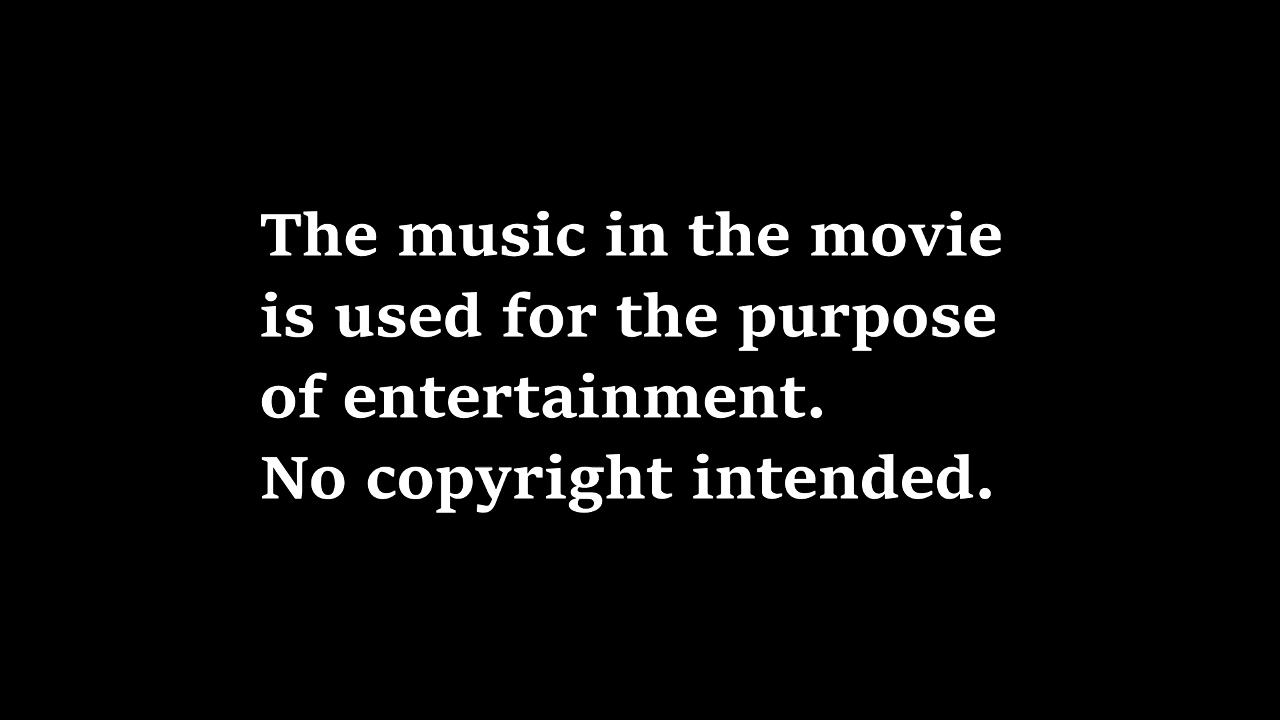 The music in the movie
is used for the purpose
of entertainment.
No copyright intended.